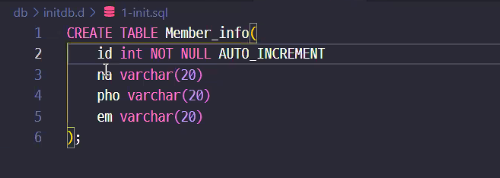 db > initdb.d > 1-init.sql
1 CREATE TABLE Member_info(
2 id int NOT NULL AUTO_INCREMENT
3 na varchar(20)
4 pho varchar(20)
5 em varchar(20)
6 );